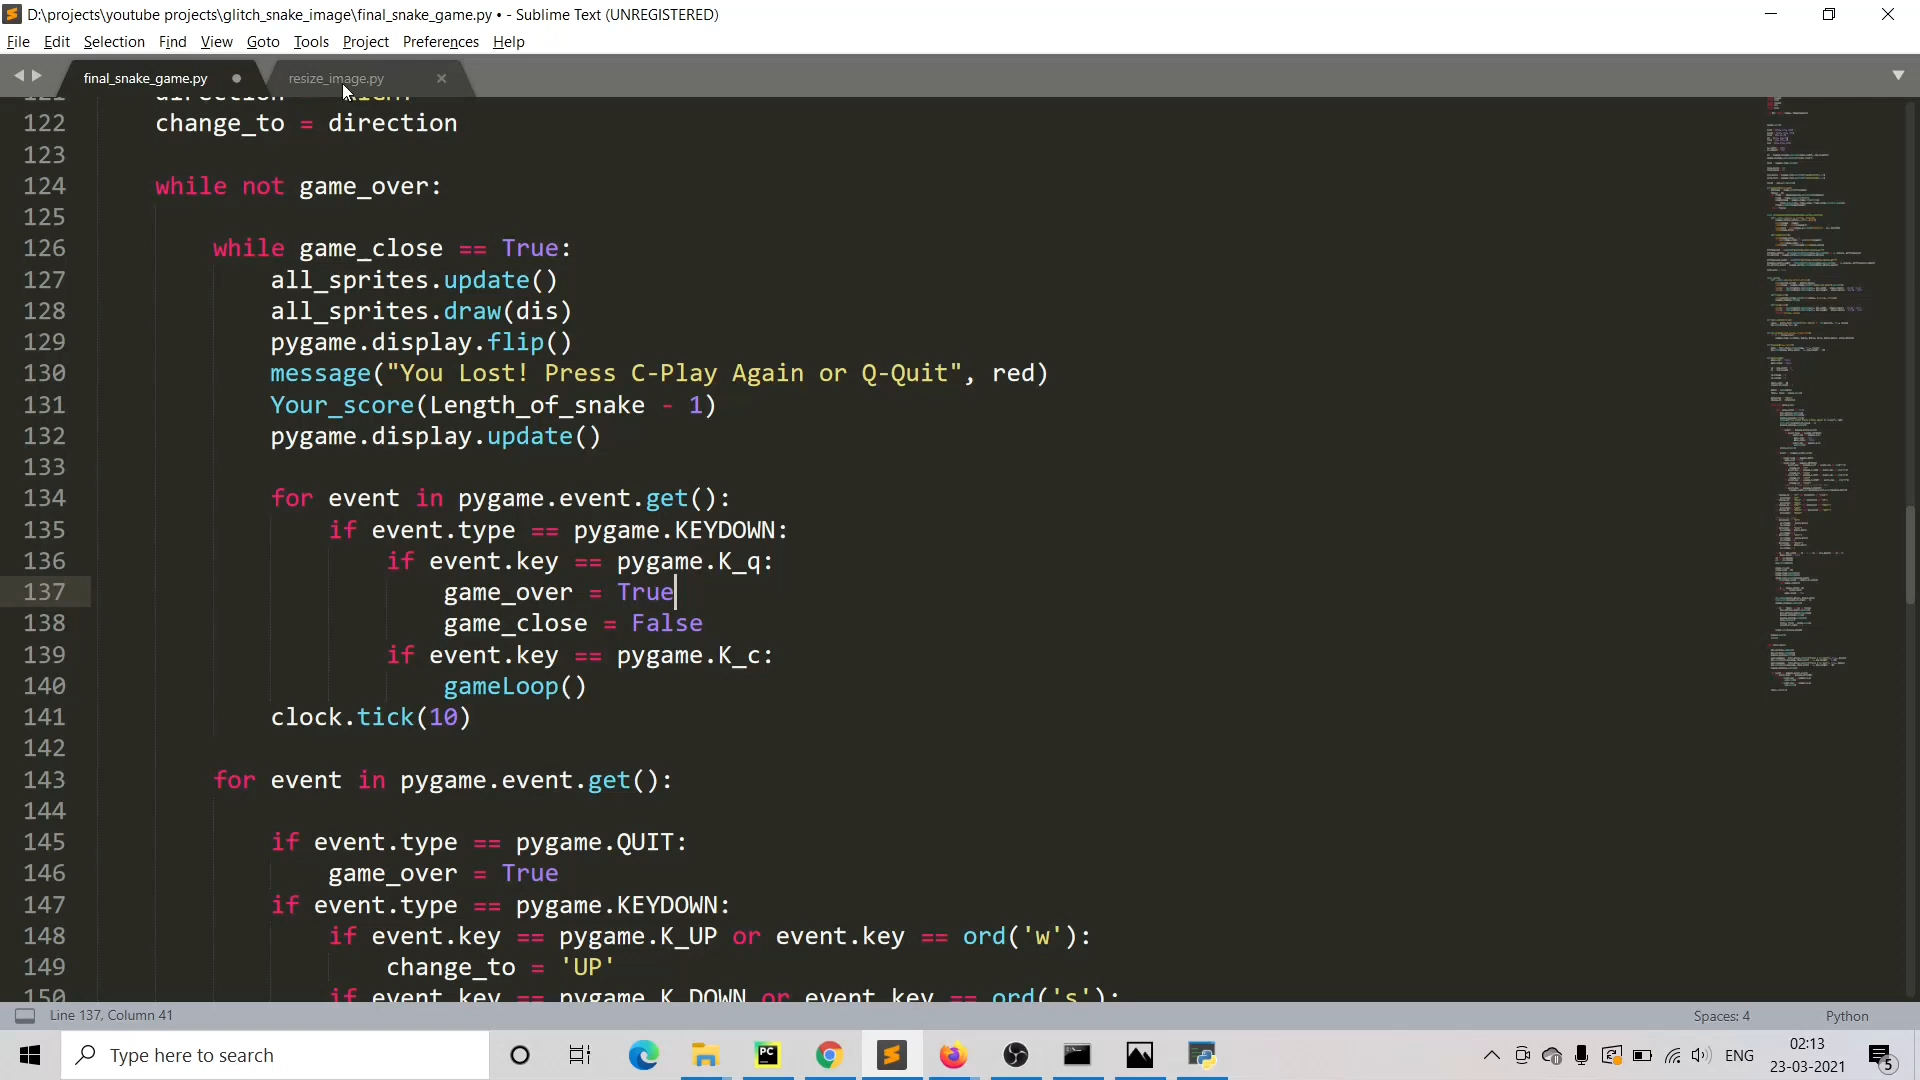 D:\projects\youtube projects\glitch_snake_image\final_snake_game.py • - Sublime Text (UNREGISTERED)
File Edit Selection Find View Goto Tools Project Preferences Help
final_snake_game.py resize_image.py
122 change_to = direction
123
124 while not game_over:
125
126 while game_close == True:
127 all_sprites.update()
128 all_sprites.draw(dis)
129 pygame.display.flip()
130 message("You Lost! Press C-Play Again or Q-Quit", red)
131 Your_score(Length_of_snake - 1)
132 pygame.display.update()
133
134 for event in pygame.event.get():
135 if event.type == pygame.KEYDOWN:
136 if event.key == pygame.K_q:
137 game_over = True
138 game_close = False
139 if event.key == pygame.K_c:
140 gameLoop()
141 clock.tick(10)
142
143 for event in pygame.event.get():
144
145 if event.type == pygame.QUIT:
146 game_over = True
147 if event.type == pygame.KEYDOWN:
148 if event.key == pygame.K_UP or event.key == ord('w'):
149 change_to = 'UP'
150 if event.key == pygame.K_DOWN or event.key == ord('s'):
Line 137, Column 41 Spaces: 4 Python
Type here to search
PC
ENG
02:13
23-03-2021
5